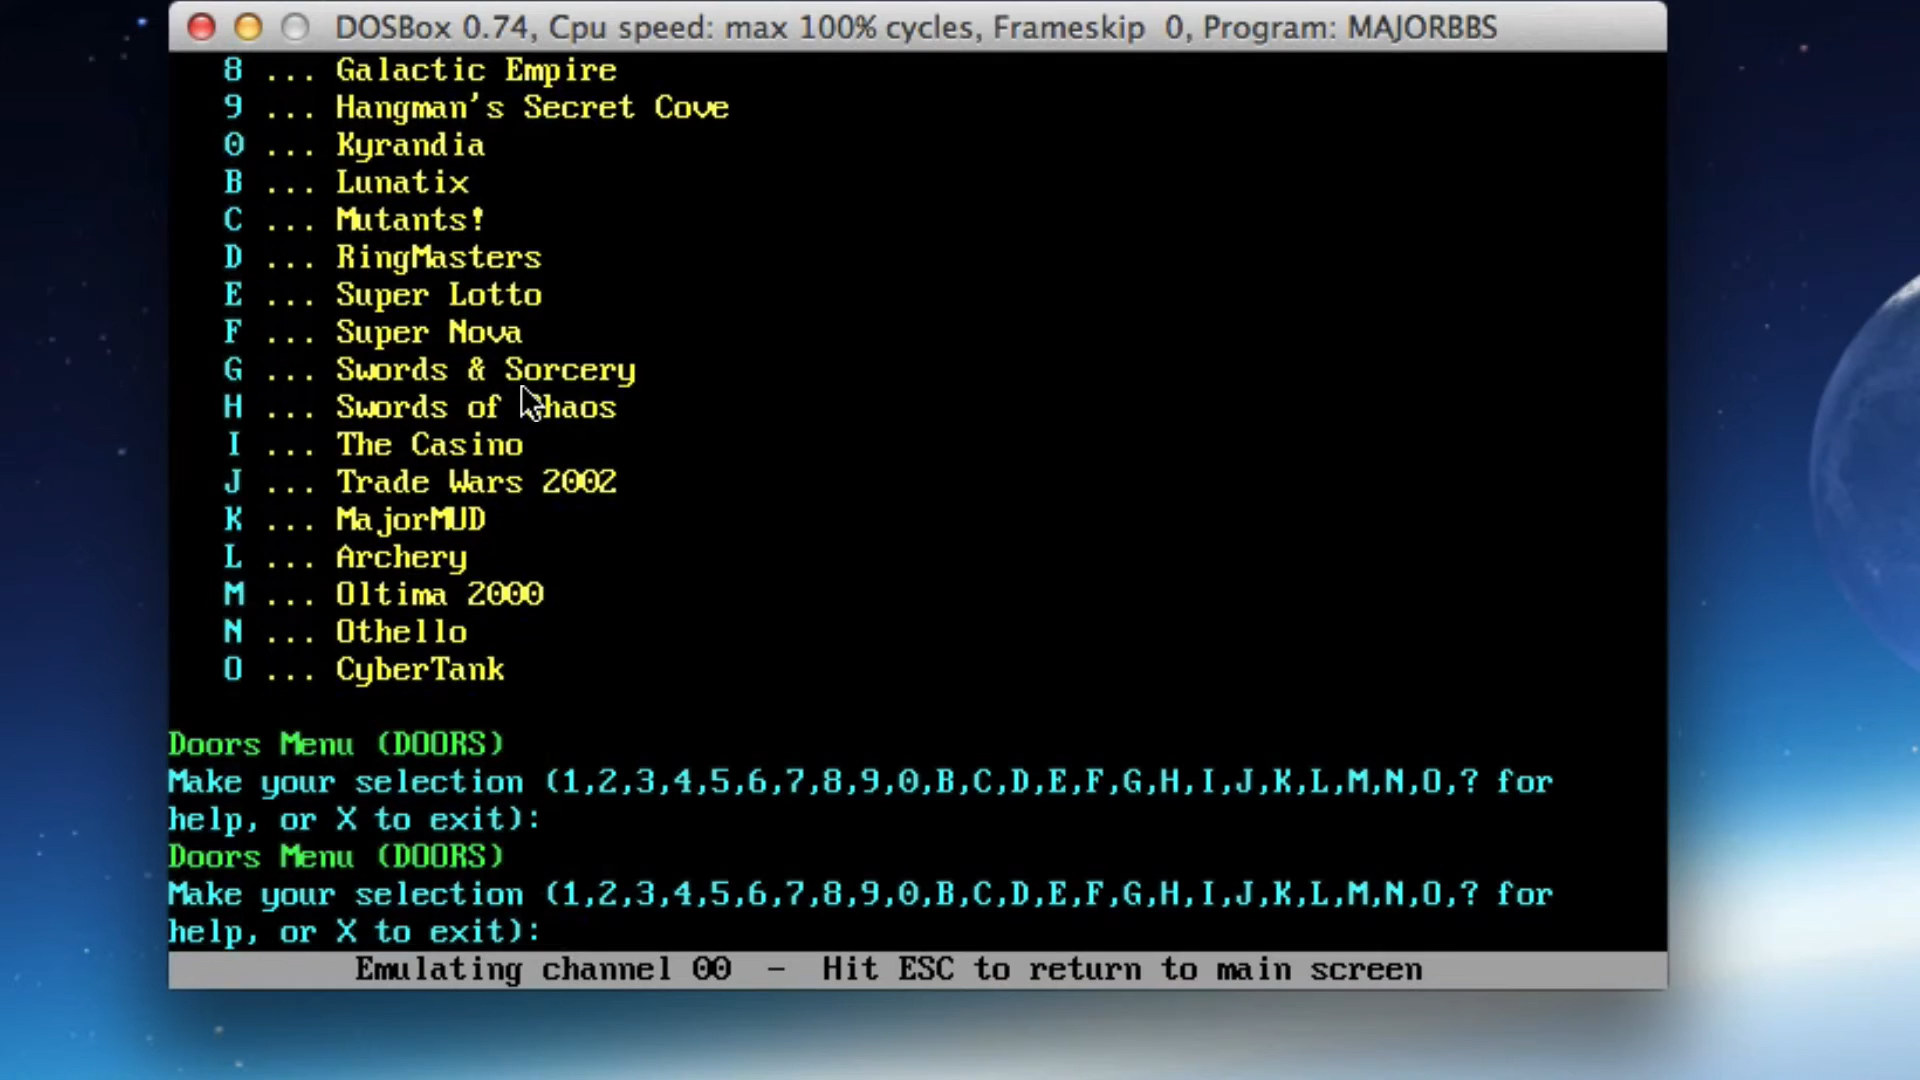 DOSBox 0.74, Cpu speed: max 100% cycles, Frameskip 0, Program: MAJORBBS
8 ... Galactic Empire
9 ... Hangman's Secret Cove
0 ... Kyrandia
B ... Lunatix
C ... Mutants!
D ... RingMasters
E ... Super Lotto
F ... Super Nova
G ... Swords & Sorcery
H ... Swords of Chaos
I ... The Casino
J ... Trade Wars 2002
K ... MajorMUD
L ... Archery
M ... Oltima 2000
N ... Othello
O ... CyberTank
Doors Menu (DOORS)
Make your selection (1,2,3,4,5,6,7,8,9,0,B,C,D,E,F,G,H,I,J,K,L,M,N,O,? for
help, or X to exit):
Doors Menu (DOORS)
Make your selection (1,2,3,4,5,6,7,8,9,0,B,C,D,E,F,G,H,I,J,K,L,M,N,O,? for
help, or X to exit):
Emulating channel 00 - Hit ESC to return to main screen